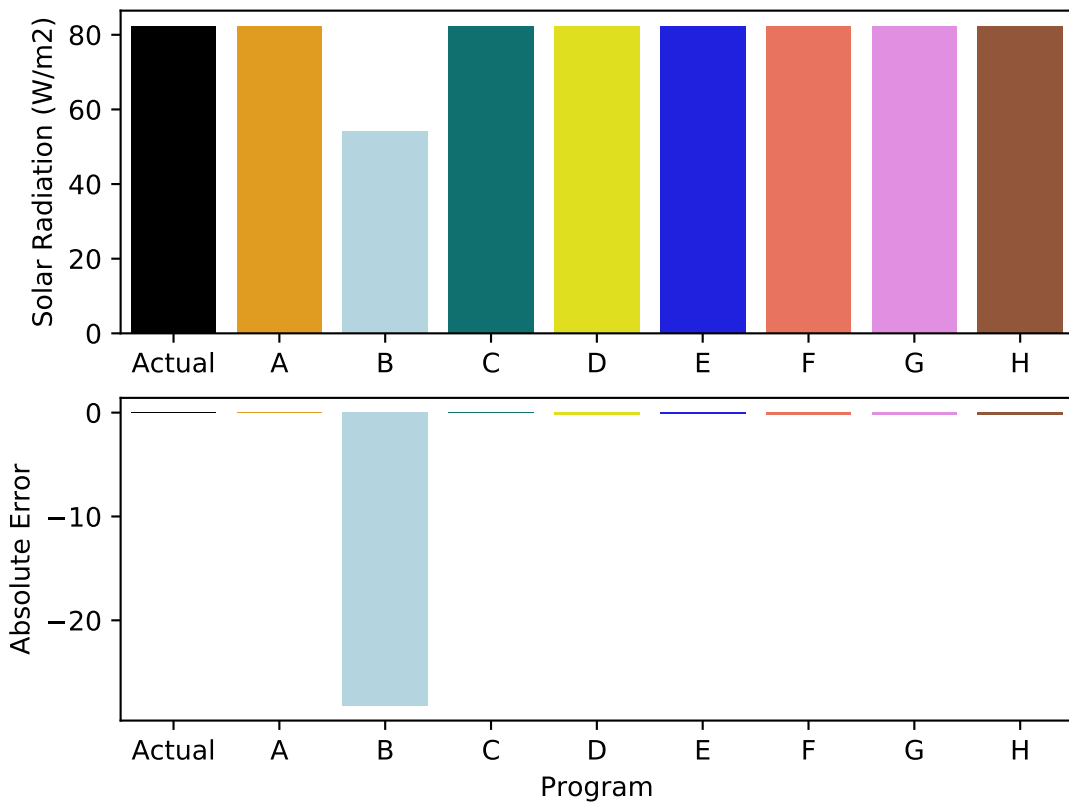 Solar Radiation (W/m2)
80
60
40
20
0
Actual A B C D E F G H
Absolute Error
0
−10
−20
Actual A B C D E F G H
Program